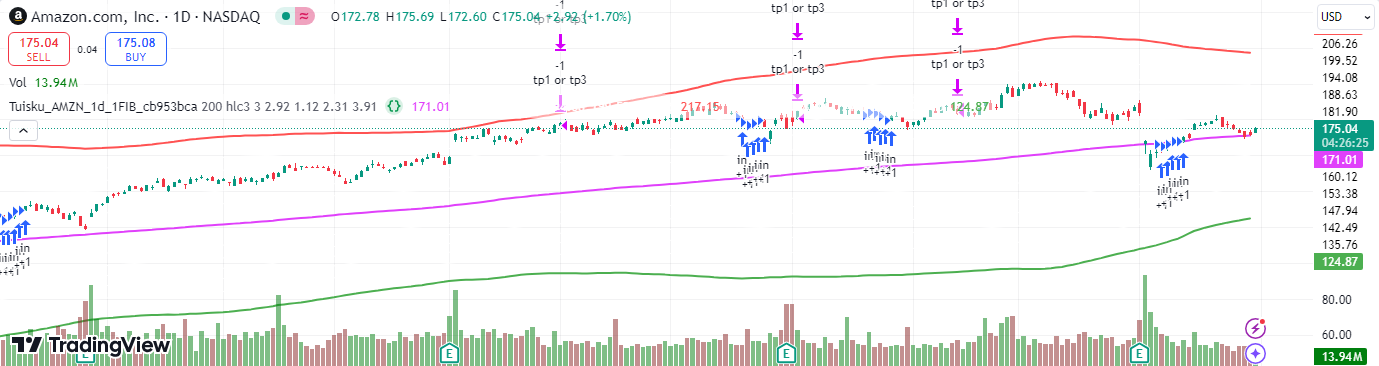 Amazon.com, Inc. · 1D · NASDAQ O172.78 H175.69 L172.60 C175.04 +2.92 (+1.70%)
USD
175.04
SELL
0.04
175.08
BUY
Vol 13.94M
Tuisku_AMZN_1d_1FIB_cb953bca 200 hlc3 3 2.92 1.12 2.31 3.91 {} 171.01 217.15 124.87
tp1 or tp3
-1
tp1 or tp3
tp1 or tp3
-1
tp1 or tp3
tp1 or tp3
-1
tp1 or tp3
in
+1
in
+1
in
+1
in
+1
206.26
199.52
194.08
188.63
181.90
175.04
04:26:25
171.01
160.12
153.38
147.94
142.49
135.76
124.87
80.00
60.00
13.94M
TradingView
E
E
E
E